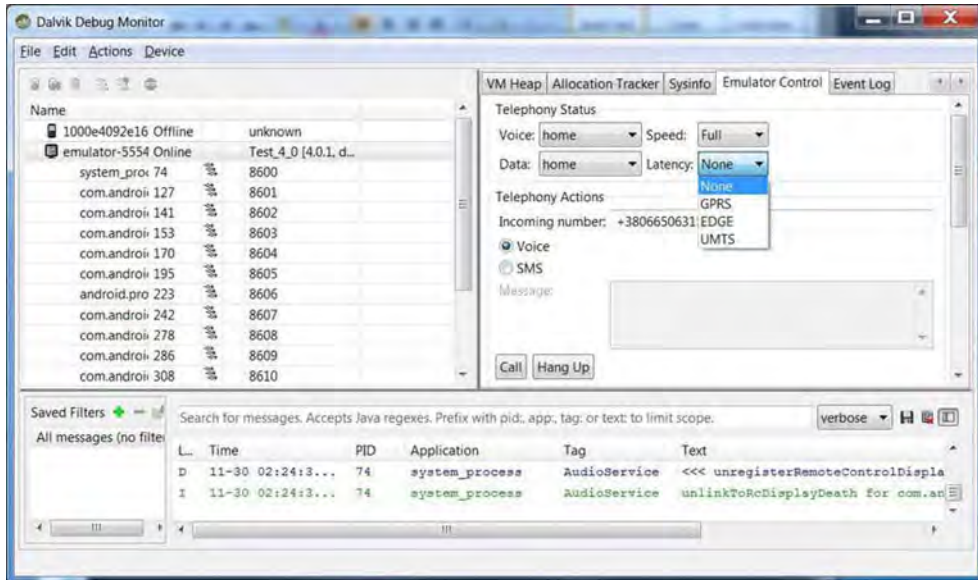 Dalvik Debug Monitor
File Edit Actions Device
Name
1000e4092e16 Offline unknown
emulator-5554 Online Test_4_0 [4.0.1, d...
system_proc 74 8600
com.androi 127 8601
com.androi 141 8602
com.androi 153 8603
com.androi 170 8604
com.androi 195 8605
android.pro 223 8606
com.androi 242 8607
com.androi 278 8608
com.androi 286 8609
com.androi 308 8610
VM Heap Allocation Tracker Sysinfo Emulator Control Event Log
Telephony Status
Voice: home Speed: Full
Data: home Latency: None
None
GPRS
EDGE
UMTS
Telephony Actions
Incoming number: +3806650631
Voice
SMS
Message:
Call Hang Up
Saved Filters
All messages (no filter
Search for messages. Accepts Java regexes. Prefix with pid:, app:, tag: or text: to limit scope.
verbose
L... Time PID Application Tag Text
D 11-30 02:24:3... 74 system_process AudioService <<< unregisterRemoteControlDispla
I 11-30 02:24:3... 74 system_process AudioService unlinkToRcDisplayDeath for com.an